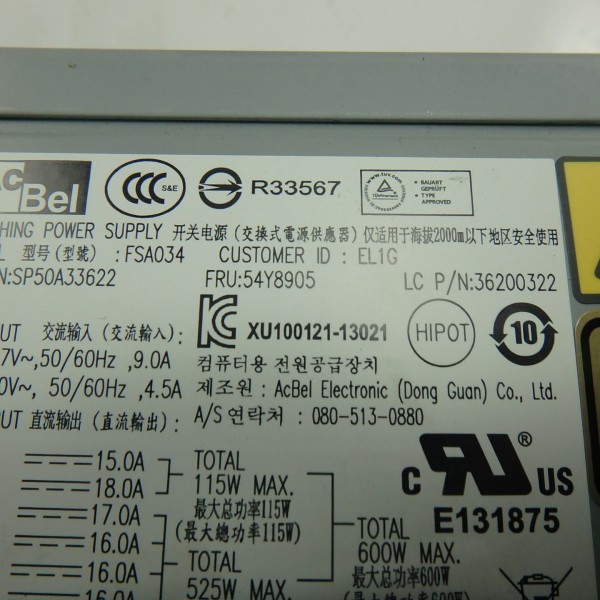 AcBel
CCC S&E R33567 BAUART GEPRÜFT TYPE APPROVED
HING POWER SUPPLY 开关电源 (交換式電源供應器) 仅适用于海拔2000m以下地区安全使用
型号(型號) :FSA034 CUSTOMER ID : EL1G
N:SP50A33622 FRU:54Y8905 LC P/N:36200322
UT 交流输入 (交流輸入): XU100121-13021 HIPOT 10
7V~,50/60Hz ,9.0A 컴퓨터용 전원공급장치
0V~, 50/60Hz ,4.5A 제조원 : AcBel Electronic (Dong Guan) Co., Ltd.
PUT 直流输出 (直流輸出): A/S 연락처 : 080-513-0880
15.0A TOTAL
18.0A 115W MAX.
17.0A 最大总功率115W
16.0A (最大總功率115W)
16.0A TOTAL
16.0A 525W MAX.
TOTAL
600W MAX.
最大总功率600W
c RU® US
E131875